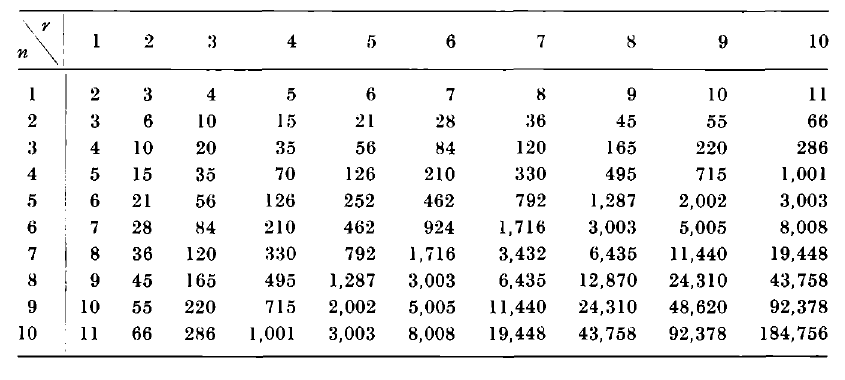 r
n 1 2 3 4 5 6 7 8 9 10
1 2 3 4 5 6 7 8 9 10 11
2 3 6 10 15 21 28 36 45 55 66
3 4 10 20 35 56 84 120 165 220 286
4 5 15 35 70 126 210 330 495 715 1,001
5 6 21 56 126 252 462 792 1,287 2,002 3,003
6 7 28 84 210 462 924 1,716 3,003 5,005 8,008
7 8 36 120 330 792 1,716 3,432 6,435 11,440 19,448
8 9 45 165 495 1,287 3,003 6,435 12,870 24,310 43,758
9 10 55 220 715 2,002 5,005 11,440 24,310 48,620 92,378
10 11 66 286 1,001 3,003 8,008 19,448 43,758 92,378 184,756